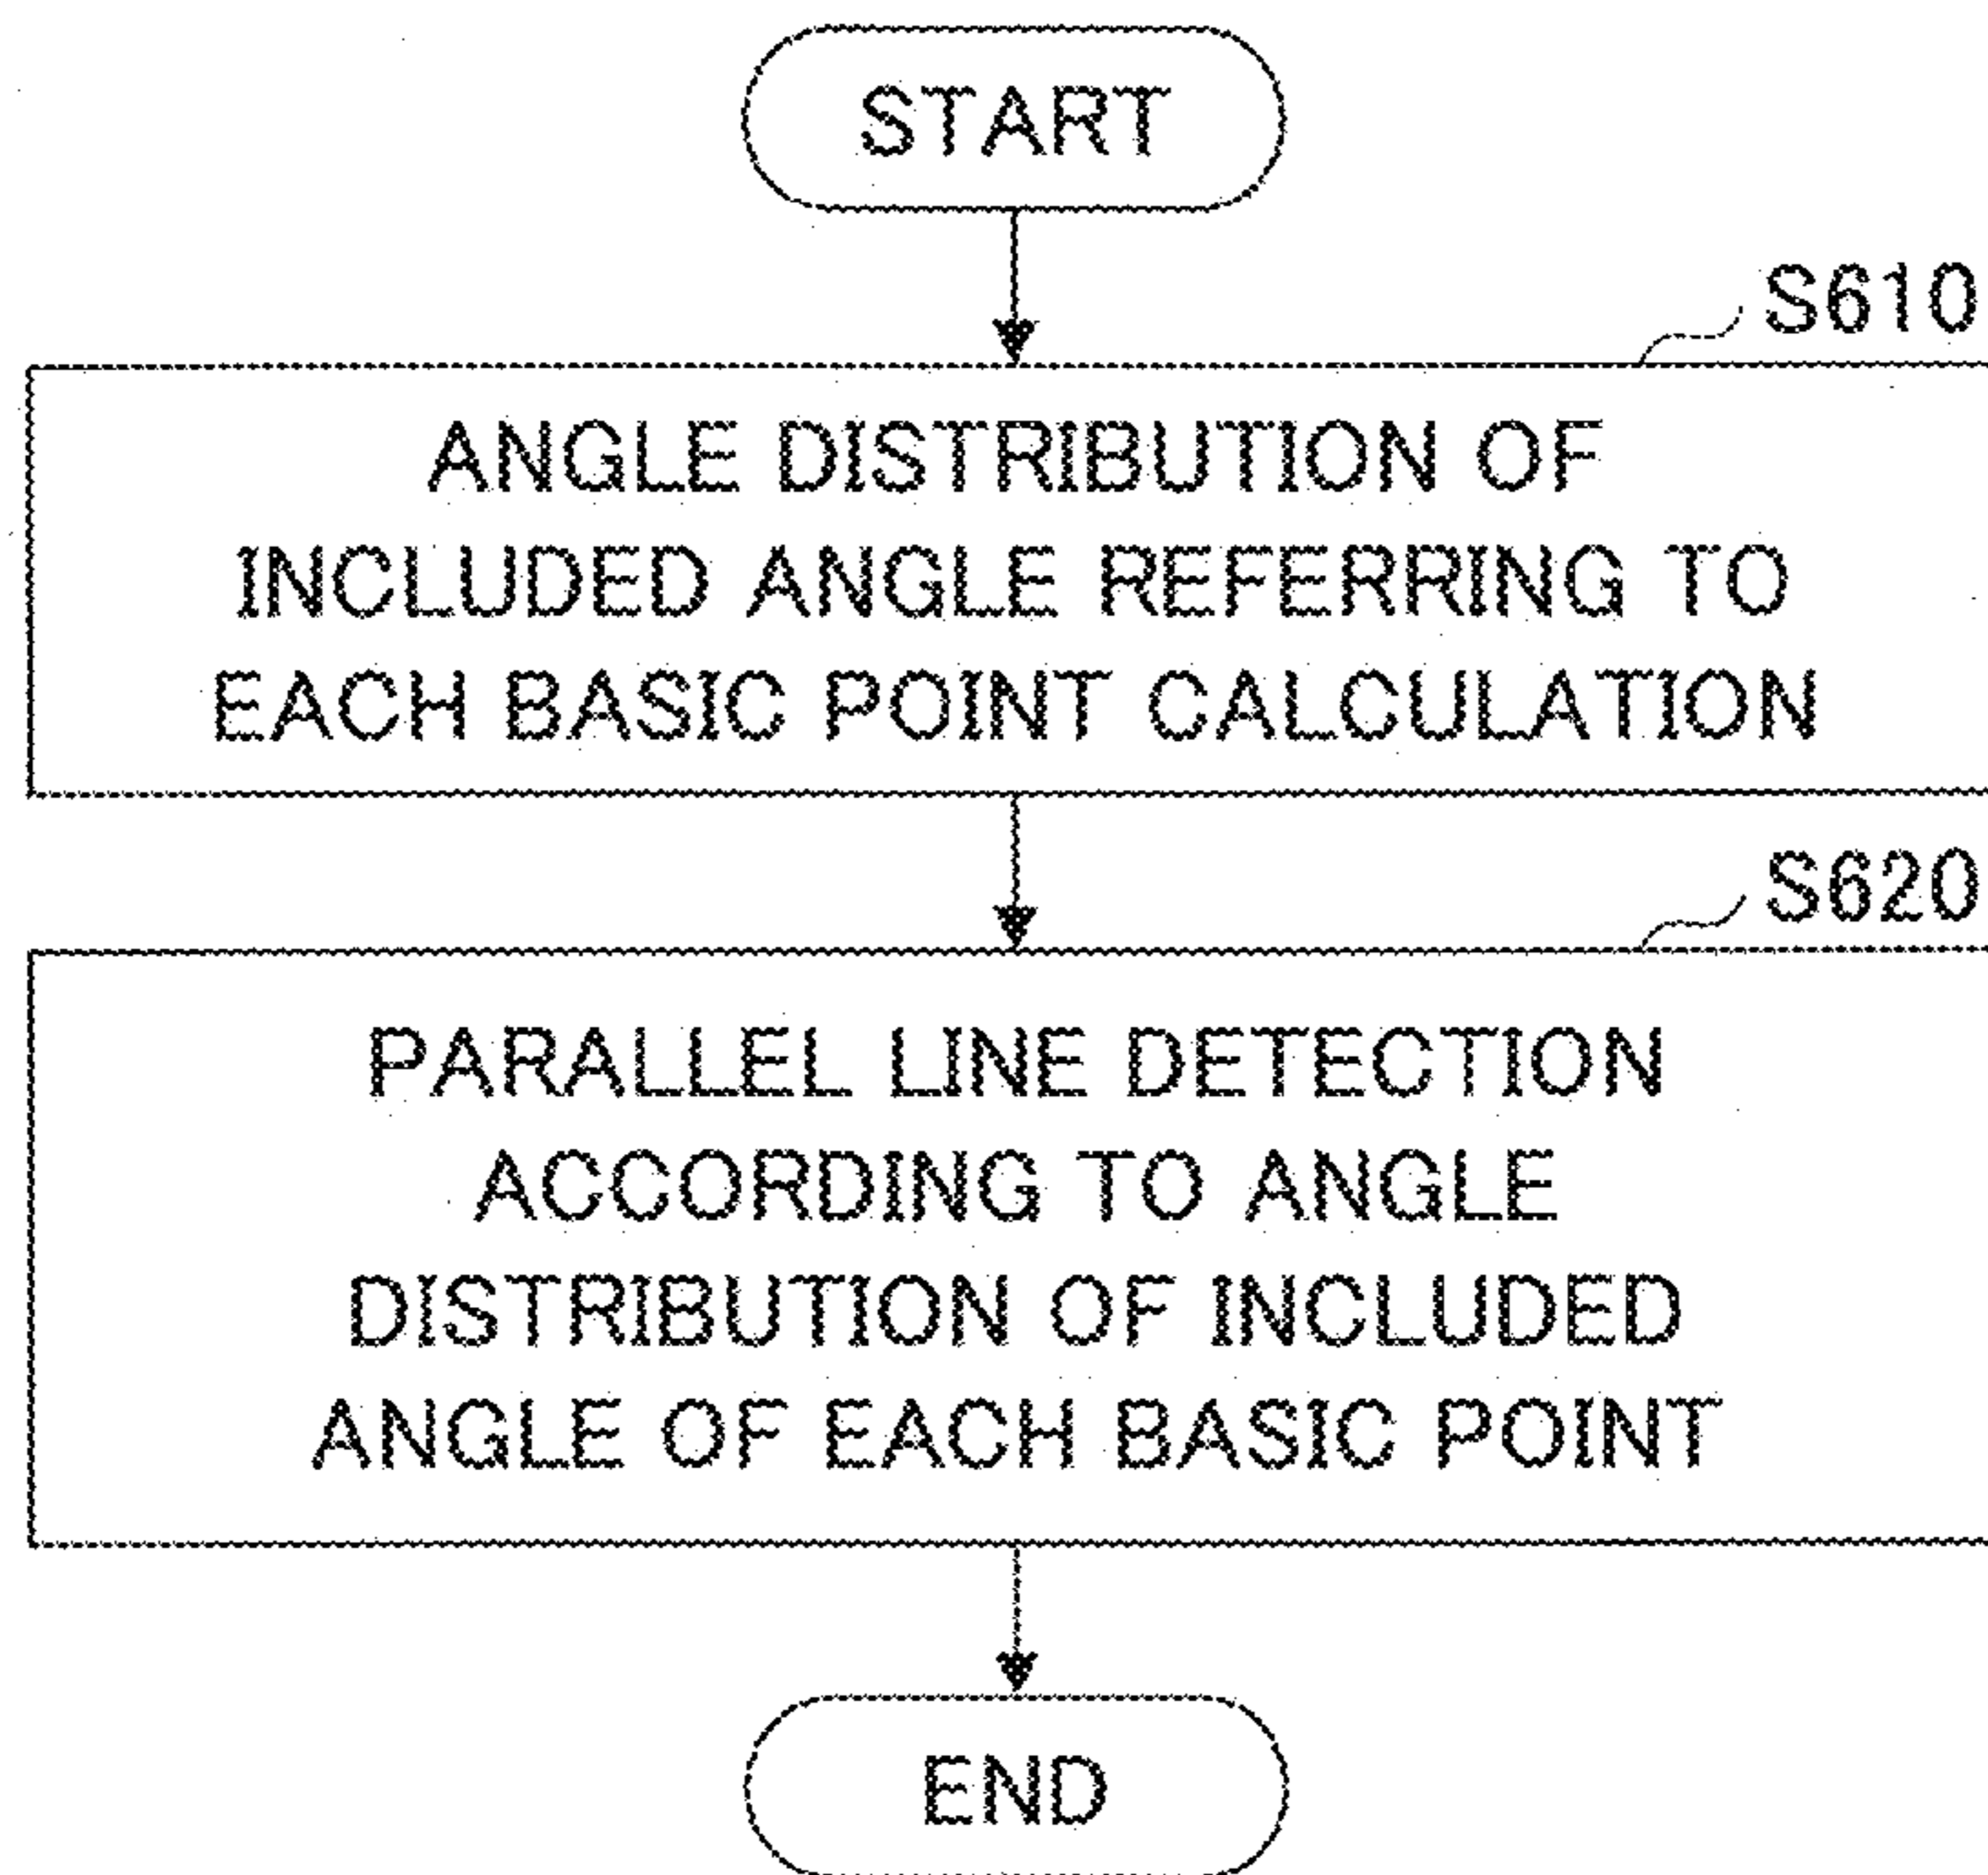 START
S610
ANGLE DISTRIBUTION OF
INCLUDED ANGLE REFERRING TO
EACH BASIC POINT CALCULATION
S620
PARALLEL LINE DETECTION
ACCORDING TO ANGLE
DISTRIBUTION OF INCLUDED
ANGLE OF EACH BASIC POINT
END